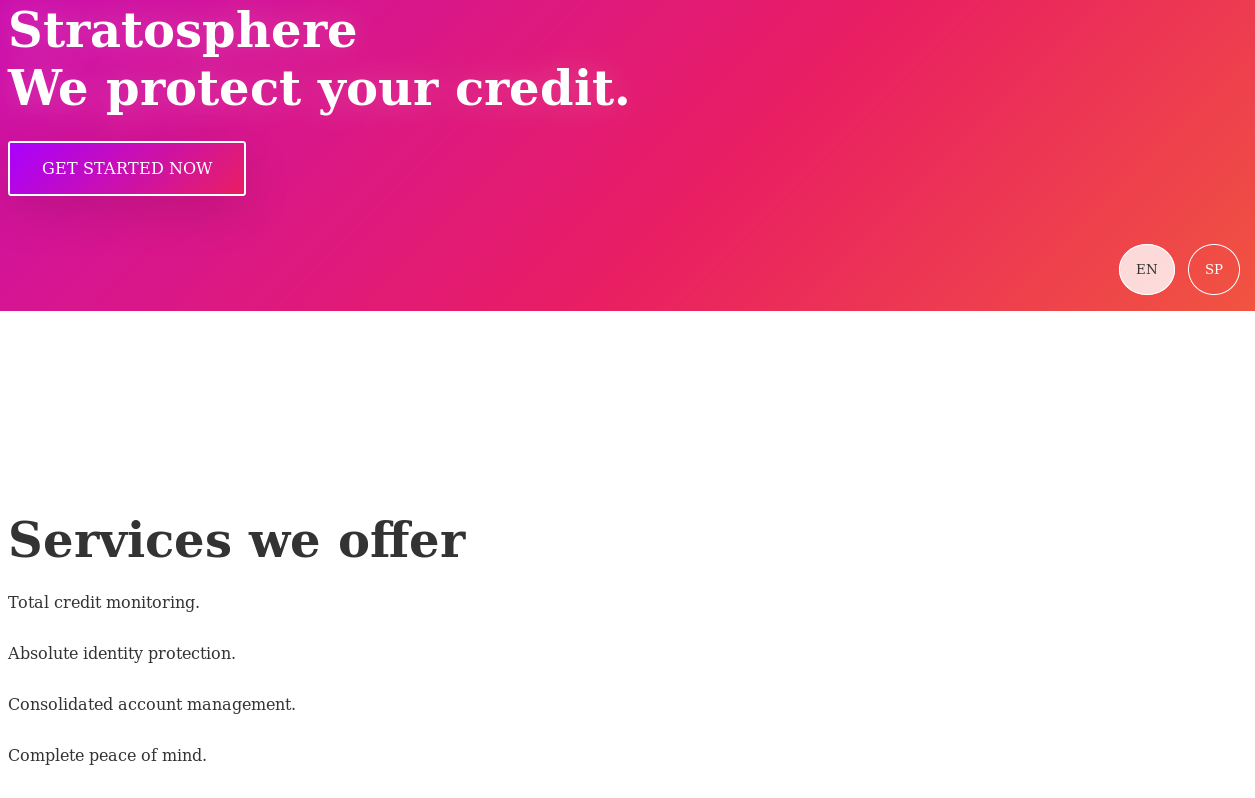 Stratosphere
We protect your credit.
GET STARTED NOW
EN SP
Services we offer
Total credit monitoring.
Absolute identity protection.
Consolidated account management.
Complete peace of mind.